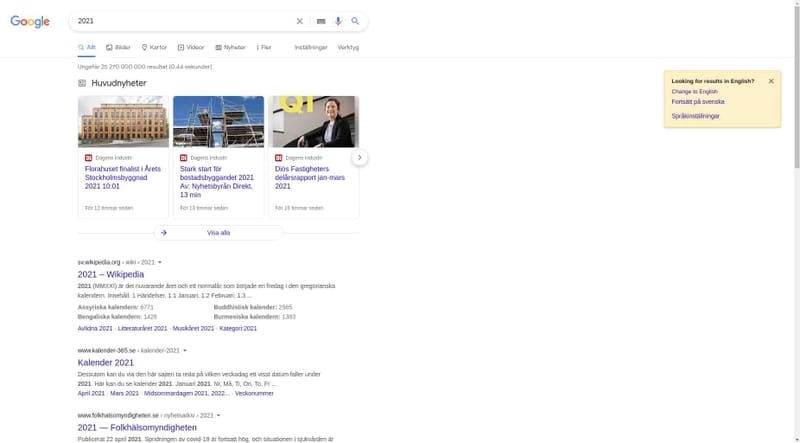 Google
2021
Allt
Bilder
Kartor
Videor
Nyheter
Fler
Inställningar
Verktyg
Ungefär 25 270 000 000 resultat (0,44 sekunder)
Looking for results in English?
Change to English
Fortsätt på svenska
Språkinställningar
Huvudnyheter
QT
Dagens industri
Florahuset finalist i Årets
Stockholmsbyggnad
2021 10:01
För 12 timmar sedan
Dagens industri
Stark start för
bostadsbyggandet 2021
Av: Nyhetsbyrån Direkt.
13 min
För 13 timmar sedan
Dagens industri
Diös Fastigheters
delårsrapport jan-mars
2021
För 16 timmar sedan
Visa alla
sv.wikipedia.org › wiki › 2021
2021 – Wikipedia
2021 (MMXXI) är det nuvarande året och ett normalår som började en fredag i den gregorianska
kalendern. Innehåll. 1 Händelser. 1.1 Januari; 1.2 Februari; 1.3 ...
Assyriska kalendern: 6771
Buddhistisk kalender: 2565
Bengaliska kalendern: 1428
Burmesiska kalendern: 1383
Avlidna 2021 · Litteraturåret 2021 · Musikåret 2021 · Kategori:2021
www.kalender-365.se › kalender-2021
Kalender 2021
Dessutom kan du via den här sajten ta reda på vilken veckodag ett visst datum faller under
2021. Här kan du se kalender 2021. Januari 2021. Nr, Må, Ti, On, To, Fr ...
April 2021 · Mars 2021 · Midsommardagen 2021, 2022... · Veckonummer
www.folkhalsomyndigheten.se › nyhetsarkiv › 2021
2021 — Folkhälsomyndigheten
Publicerat 22 april 2021. Spridningen av covid-19 är fortsatt hög, och situationen i sjukvården är